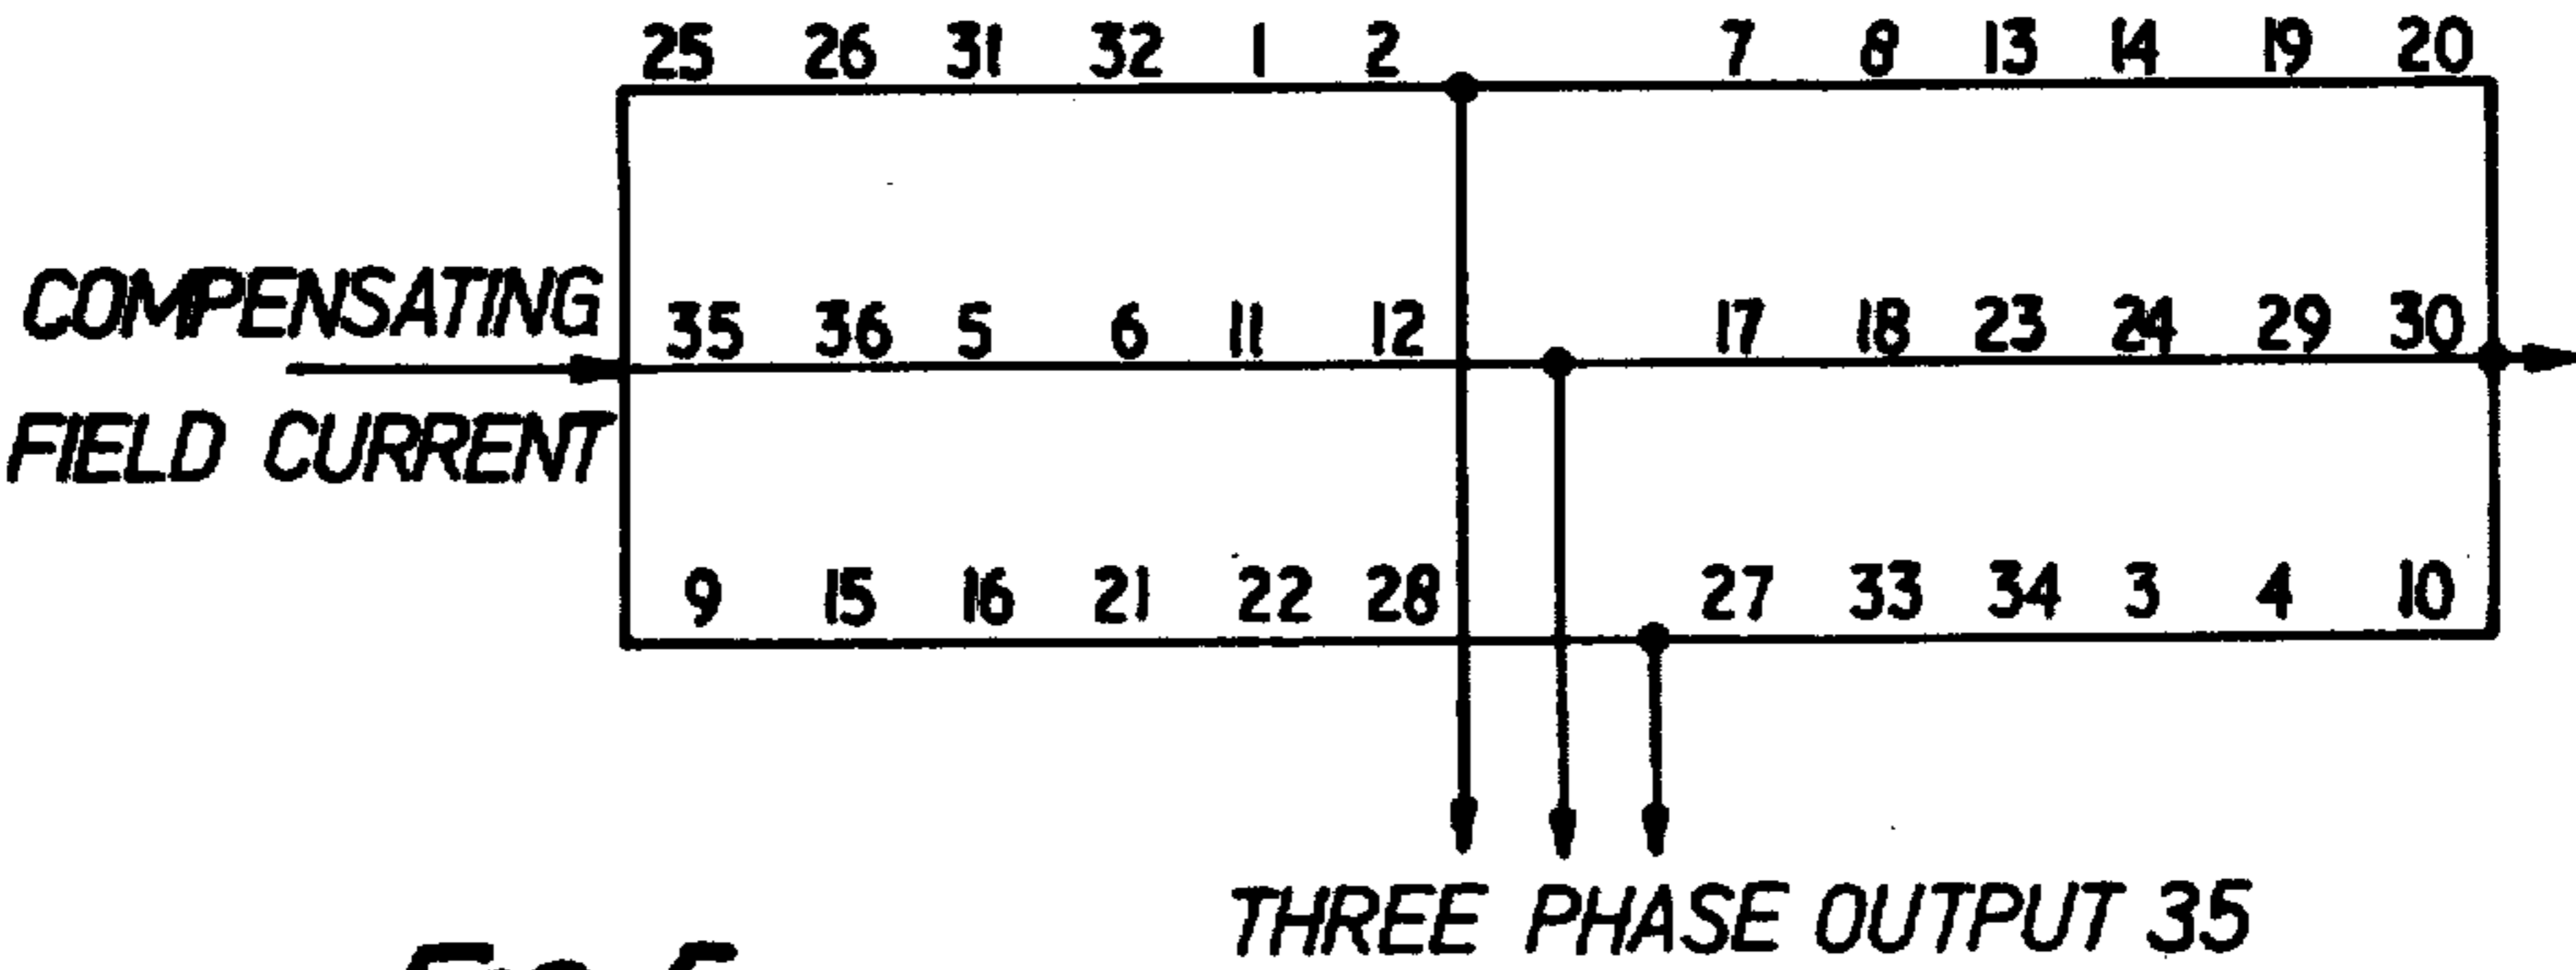 25 26 31 32 1 2 7 8 13 14 19 20
COMPENSATING
35 36 5 6 11 12 17 18 23 24 29 30
FIELD CURRENT
9 15 16 21 22 28 27 33 34 3 4 10
THREE PHASE OUTPUT 35